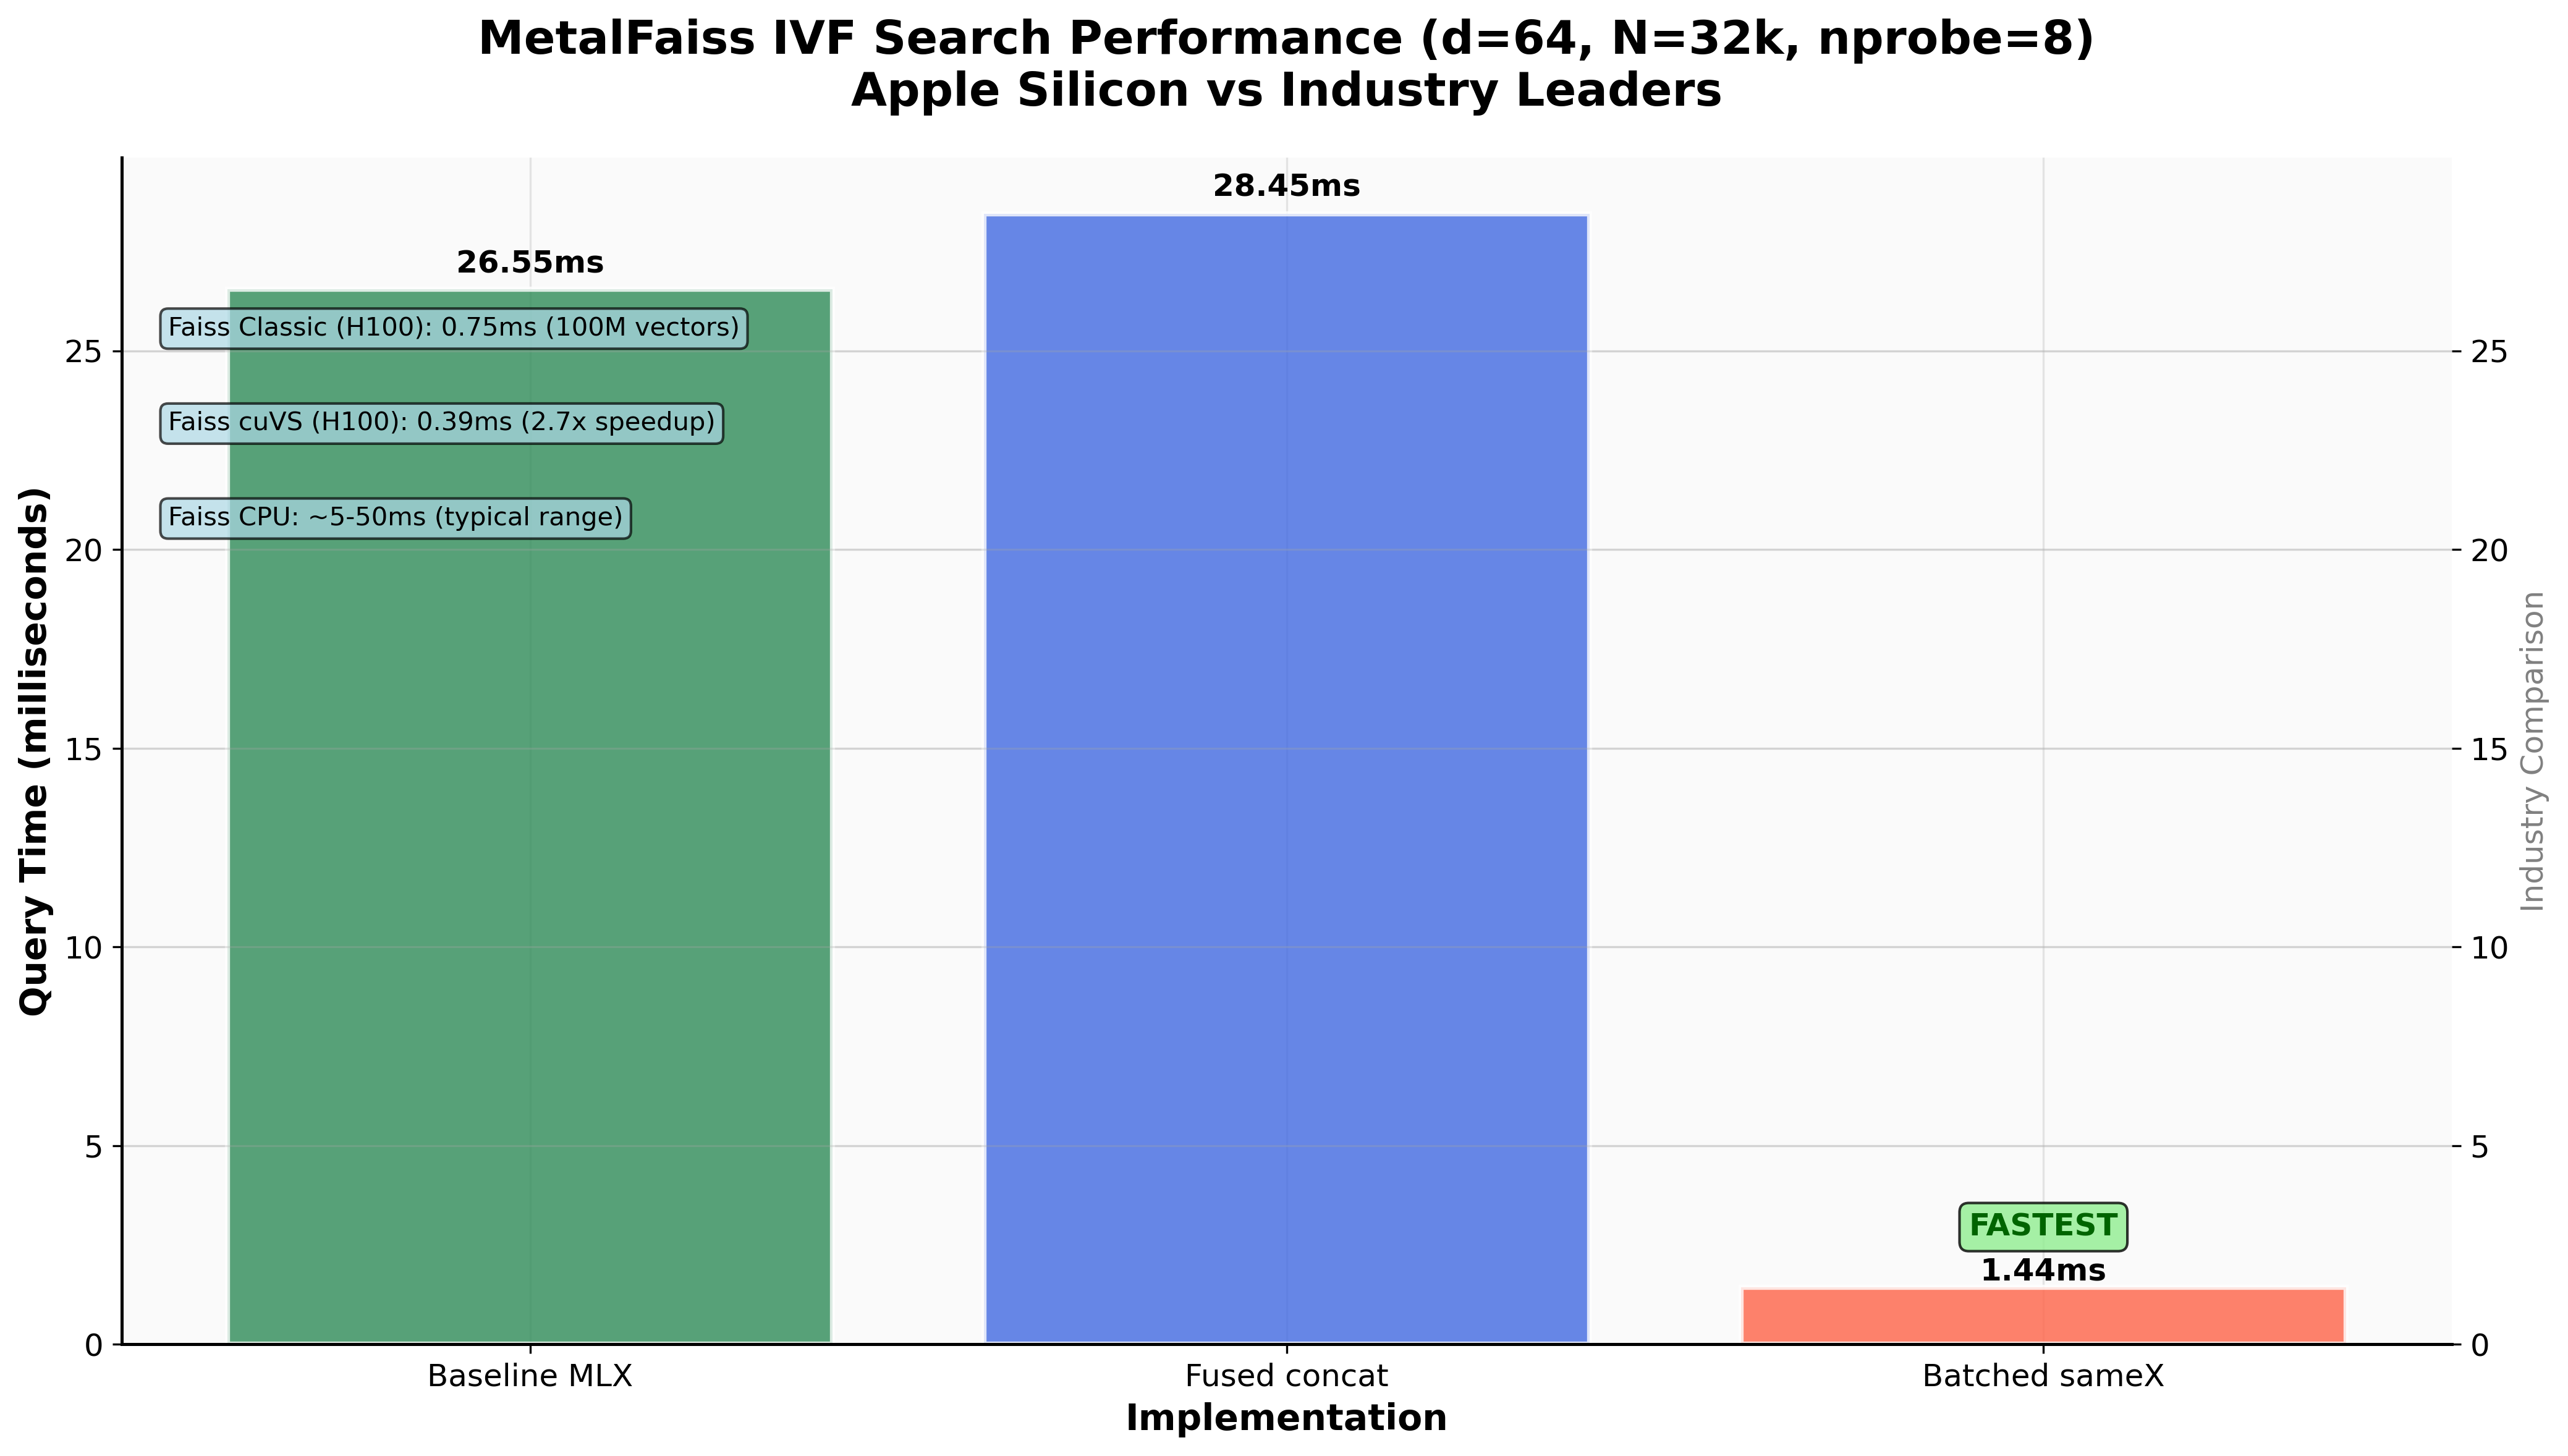 MetalFaiss IVF Search Performance (d=64, N=32k, nprobe=8)
Apple Silicon vs Industry Leaders
Query Time (milliseconds)
25
20
15
10
5
0
26.55ms
Faiss Classic (H100): 0.75ms (100M vectors)
Faiss cuVS (H100): 0.39ms (2.7x speedup)
Faiss CPU: ~5-50ms (typical range)
28.45ms
FASTEST
1.44ms
25
20
15
10
5
0
Industry Comparison
Baseline MLX
Fused concat
Batched sameX
Implementation